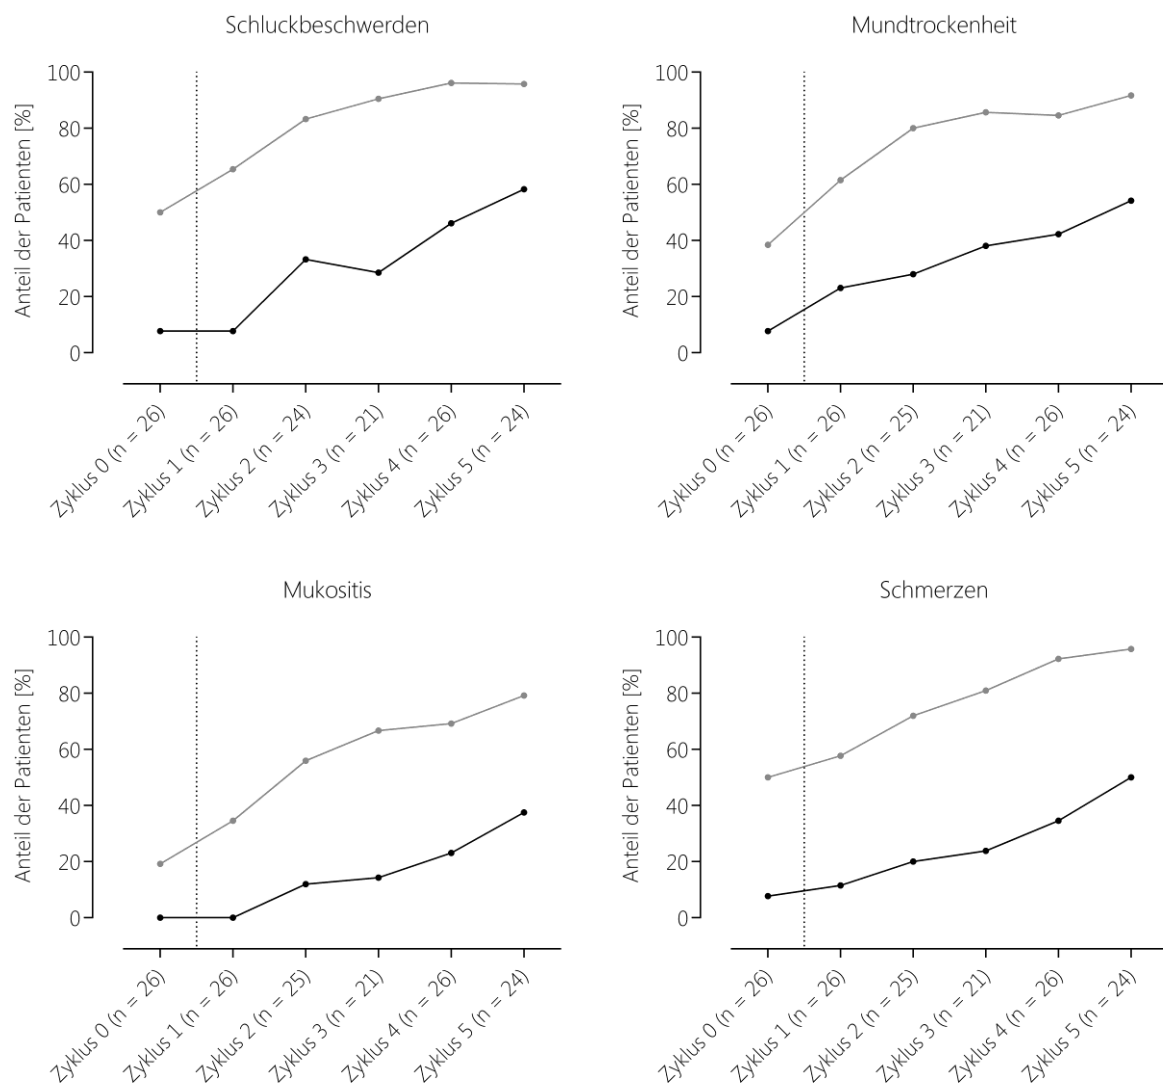 Schluckbeschwerden
Anteil der Patienten [%]
100
80
60
40
20
0
Zyklus 0 (n = 26)
Zyklus 1 (n = 26)
Zyklus 2 (n = 24)
Zyklus 3 (n = 21)
Zyklus 4 (n = 26)
Zyklus 5 (n = 24)
Mundtrockenheit
Anteil der Patienten [%]
100
80
60
40
20
0
Zyklus 0 (n = 26)
Zyklus 1 (n = 26)
Zyklus 2 (n = 25)
Zyklus 3 (n = 21)
Zyklus 4 (n = 26)
Zyklus 5 (n = 24)
Mukositis
Anteil der Patienten [%]
100
80
60
40
20
0
Zyklus 0 (n = 26)
Zyklus 1 (n = 26)
Zyklus 2 (n = 25)
Zyklus 3 (n = 21)
Zyklus 4 (n = 26)
Zyklus 5 (n = 24)
Schmerzen
Anteil der Patienten [%]
100
80
60
40
20
0
Zyklus 0 (n = 26)
Zyklus 1 (n = 26)
Zyklus 2 (n = 25)
Zyklus 3 (n = 21)
Zyklus 4 (n = 26)
Zyklus 5 (n = 24)